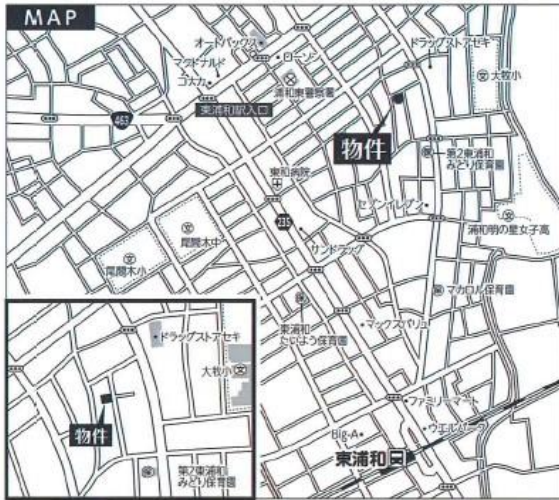 MAP
オートバックス
ローソン
マクドナルド
コナカ
浦和東警察署
ドラッグストアセキ
大牧小
463
東浦和駅入口
物件
第2東浦和
みどり保育園
東和病院
セブンイレブン
235
浦和明の星女子高
尾間木中
サンドラッグ
尾間木小
マカロル保育園
東浦和
たいよう保育園
マックスバリュ
ファミリーマート
Big-A
ウエルパーク
東浦和
ドラッグストアセキ
大牧小
物件
第2東浦和
みどり保育園